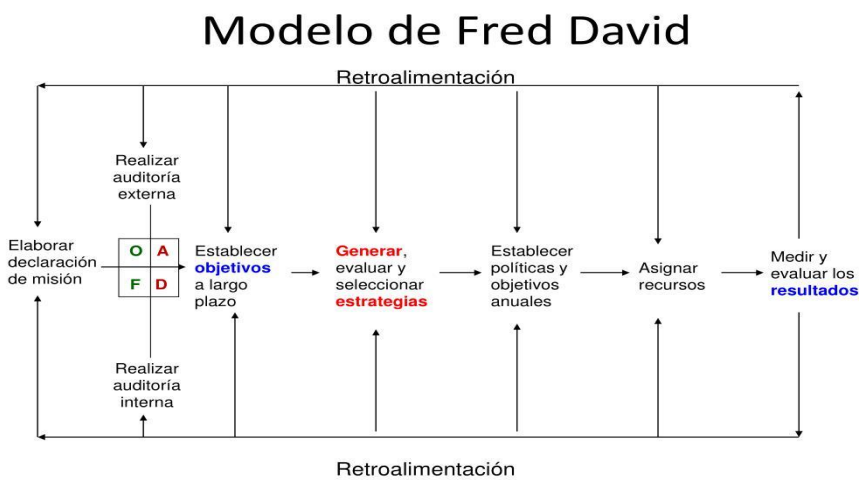 Modelo de Fred David
Retroalimentación
Realizar
auditoría
externa
Elaborar
declaración
de misión
O A
F D
Establecer
objetivos
a largo
plazo
Generar,
evaluar y
seleccionar
estrategias
Establecer
políticas y
objetivos
anuales
Asignar
recursos
Medir y
evaluar los
resultados
Realizar
auditoría
interna
Retroalimentación